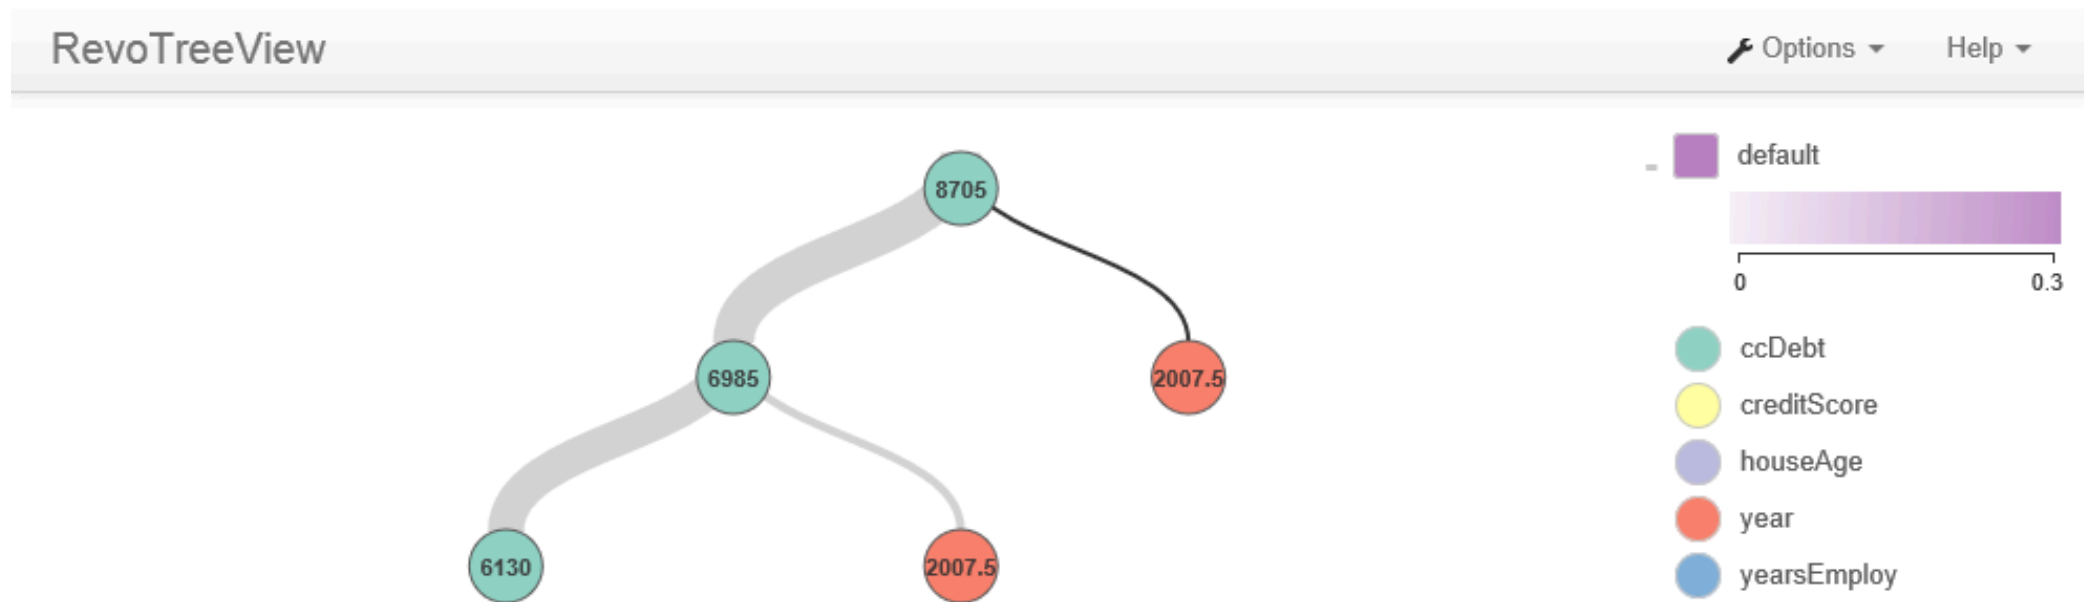 RevoTreeView Options Help
default
8705
0 0.3
ccDebt
6985 2007.5
creditScore
houseAge
year
6130 2007.5
yearsEmploy